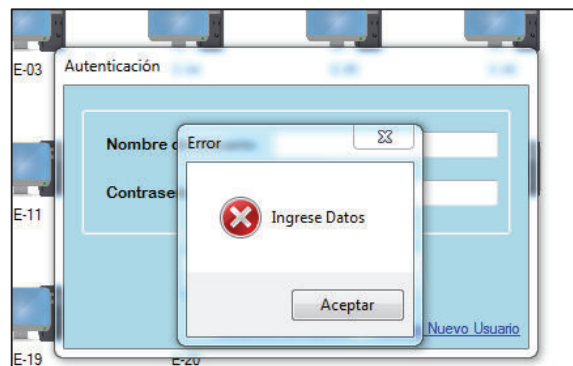 E-03
Autenticación
Nombre d
Error
Contrase
Ingrese Datos
E-11
Aceptar
Nuevo Usuario
E-19
E-20